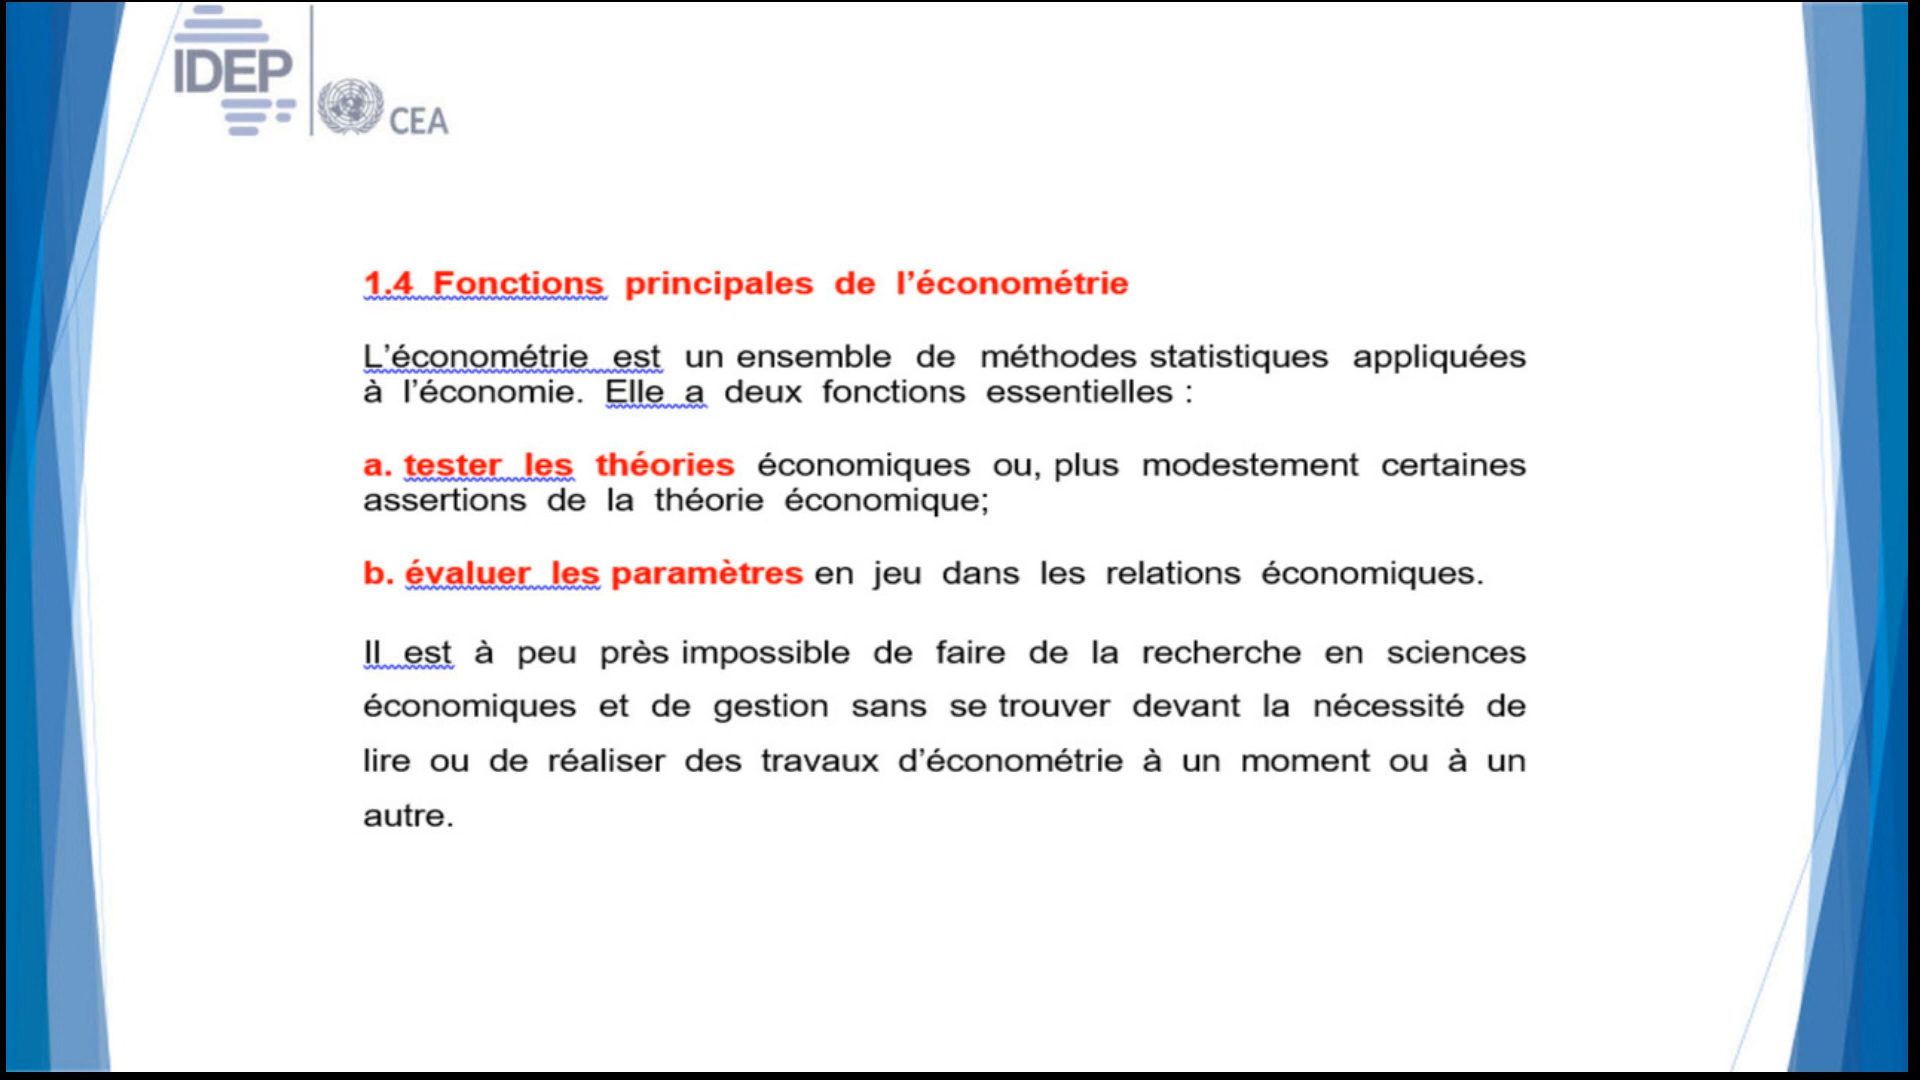 IDEP
CEA
1.4 Fonctions principales de l’économétrie
L’économétrie est un ensemble de méthodes statistiques appliquées
à l’économie. Elle a deux fonctions essentielles :
a. tester les théories économiques ou, plus modestement certaines
assertions de la théorie économique;
b. évaluer les paramètres en jeu dans les relations économiques.
Il est à peu près impossible de faire de la recherche en sciences
économiques et de gestion sans se trouver devant la nécessité de
lire ou de réaliser des travaux d’économétrie à un moment ou à un
autre.